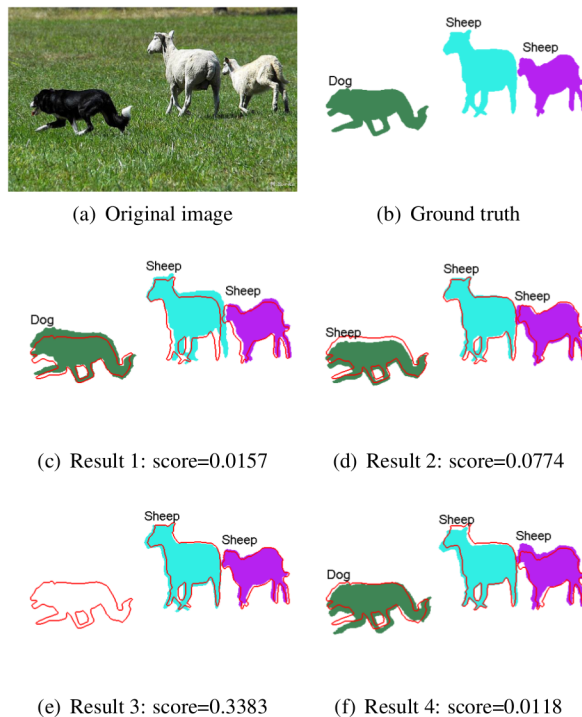 Sheep
Sheep
Dog
(a) Original image
(b) Ground truth
Sheep
Sheep
Dog
Sheep
Sheep
Sheep
(c) Result 1: score=0.0157
(d) Result 2: score=0.0774
Sheep
Sheep
Sheep
Sheep
Dog
(e) Result 3: score=0.3383
(f) Result 4: score=0.0118